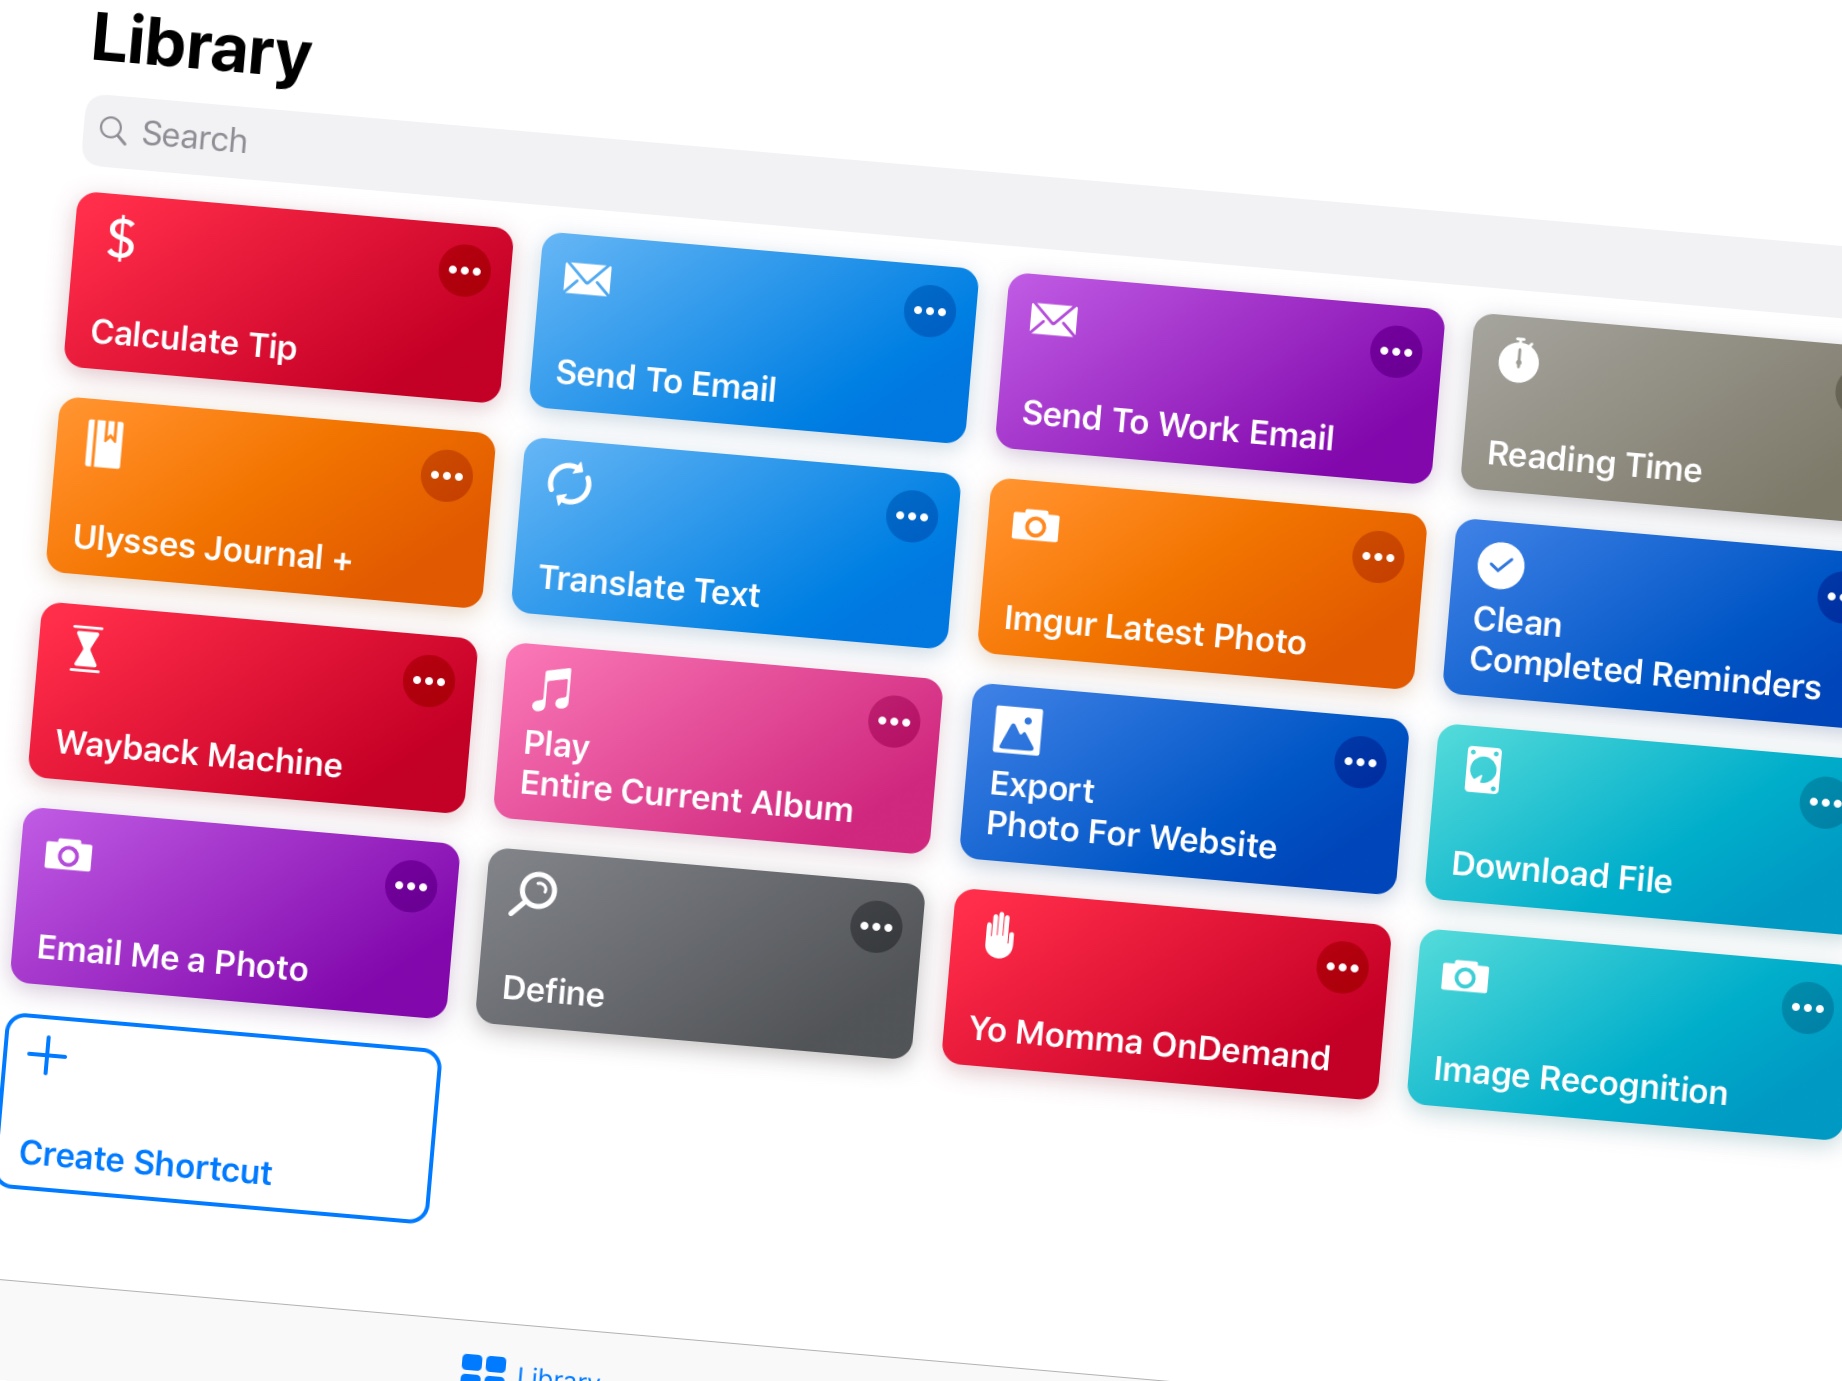 Library
Search
Calculate Tip
Send To Email
Send To Work Email
Reading Time
Ulysses Journal +
Translate Text
Imgur Latest Photo
Clean
Completed Reminders
Wayback Machine
Play
Entire Current Album
Export
Photo For Website
Download File
Email Me a Photo
Define
Yo Momma OnDemand
Image Recognition
Create Shortcut
Library